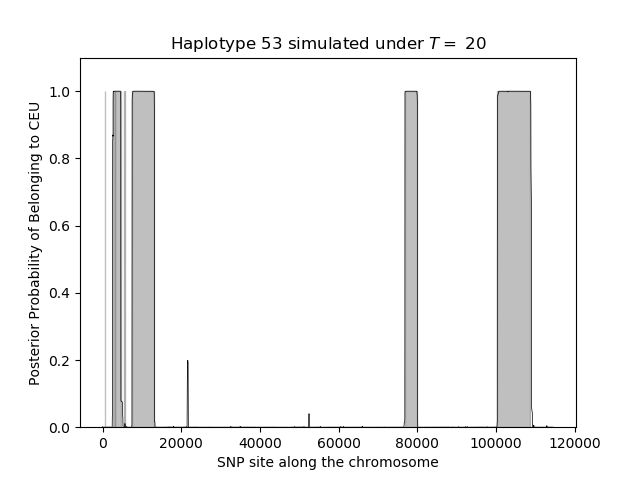 Haplotype 53 simulated under T = 20
Posterior Probability of Belonging to CEU
1.0
0.8
0.6
0.4
0.2
0.0
0 20000 40000 60000 80000 100000 120000
SNP site along the chromosome